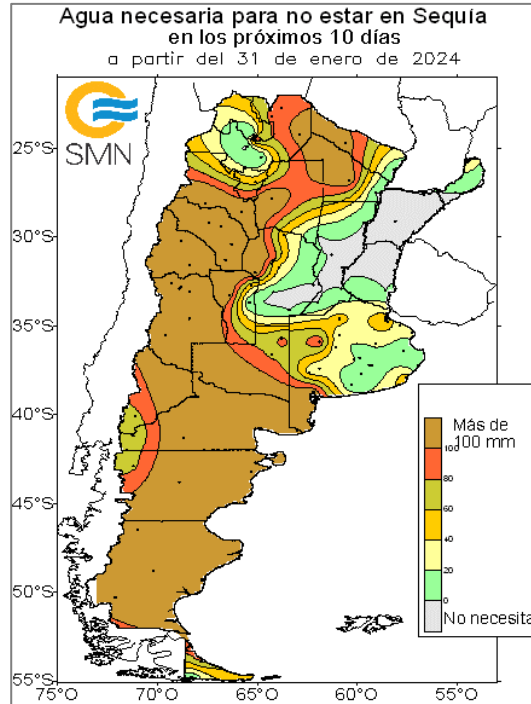 Agua necesaria para no estar en Sequía
en los próximos 10 días
a partir del 31 de enero de 2024
SMN
25°S
30°S
35°S
40°S
45°S
50°S
55°S
75°O 70°O 65°O 60°O 55°O
Más de
100 mm
100
80
60
40
20
0
No necesita